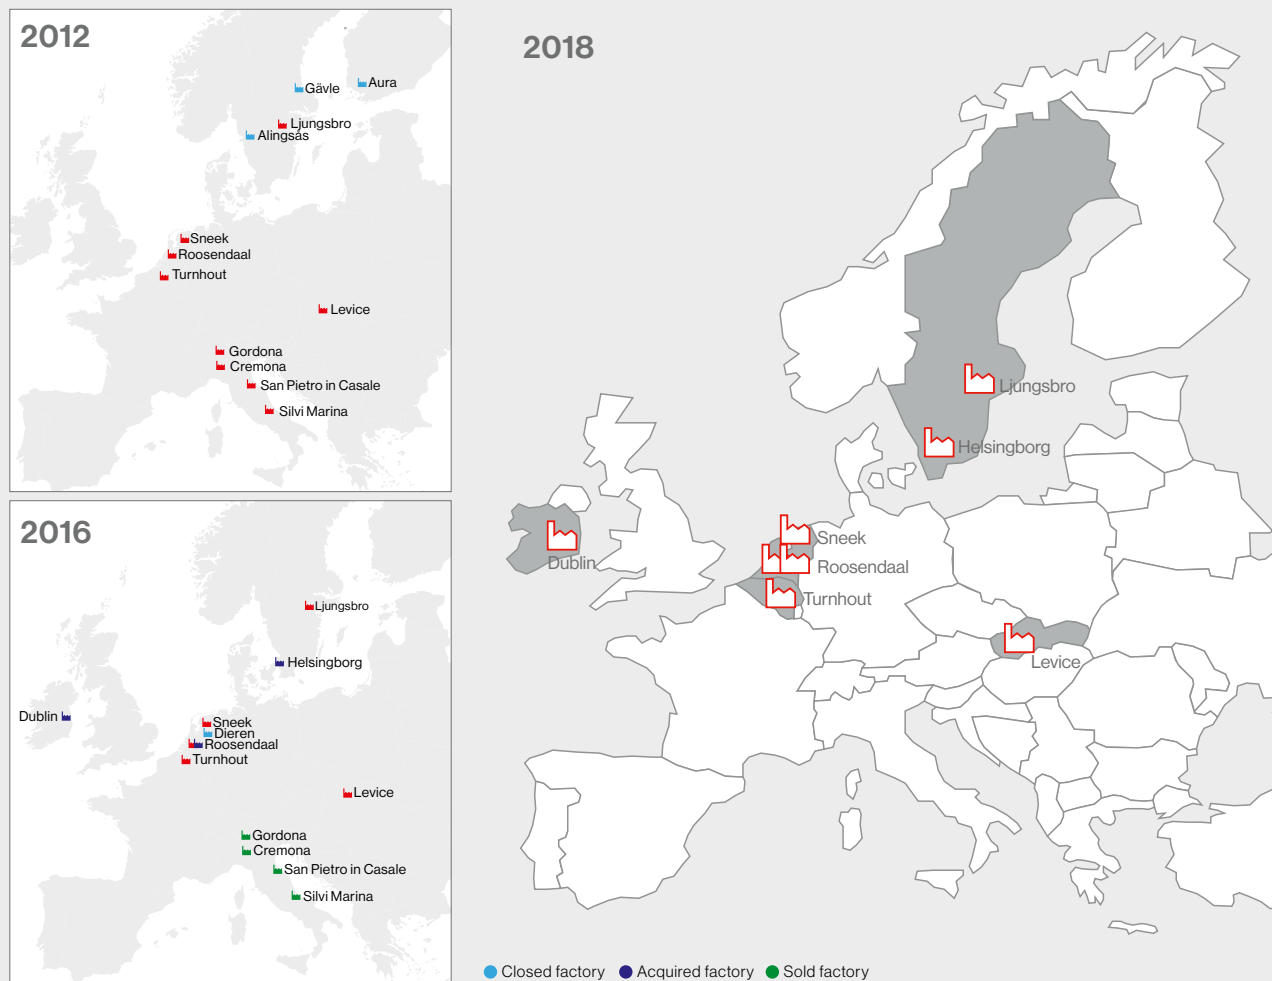 2012
Gävle
Aura
Ljungsbro
Alingsås
Sneek
Roosendaal
Turnhout
Levice
Gordona
Cremona
San Pietro in Casale
Silvi Marina
2016
Ljungsbro
Helsingborg
Dublin
Sneek
Dieren
Roosendaal
Turnhout
Levice
Gordona
Cremona
San Pietro in Casale
Silvi Marina
2018
Ljungsbro
Helsingborg
Dublin
Sneek
Roosendaal
Turnhout
Levice
Closed factory Acquired factory Sold factory